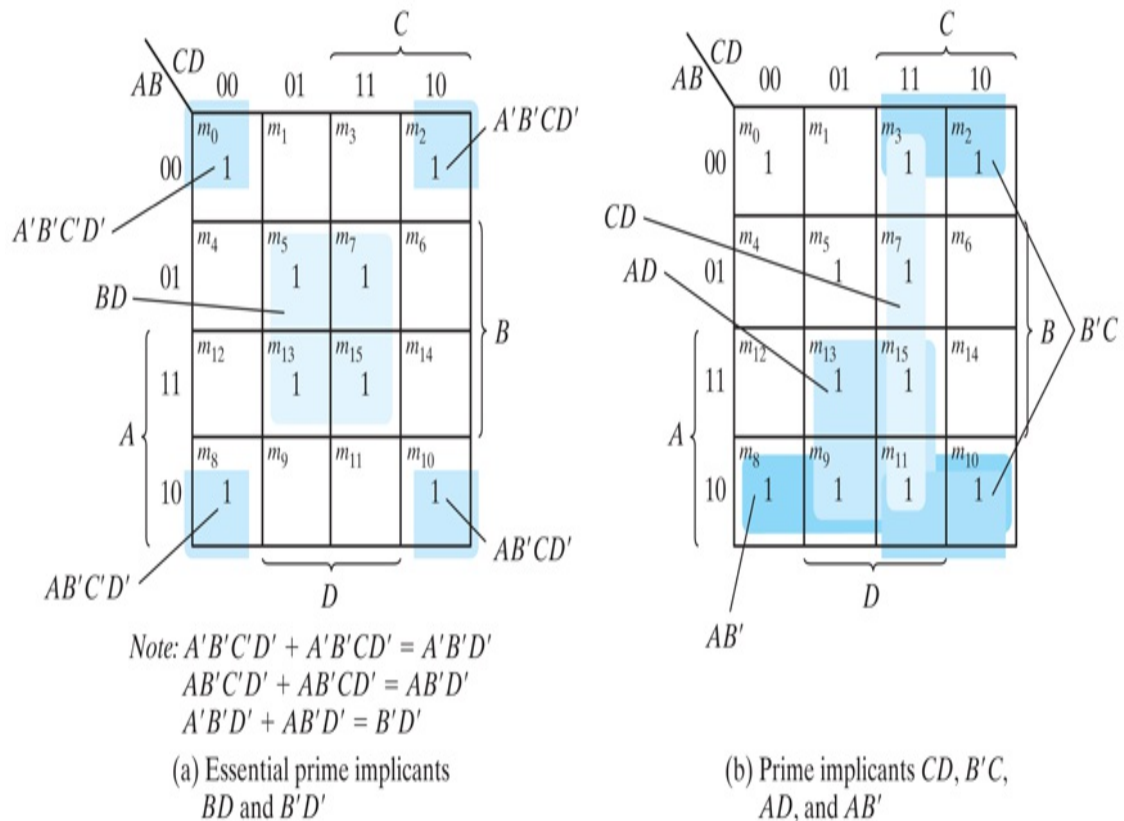 C
CD
AB
00 01 11 10
m0 m1 m3 m2
A'B'CD'
00
1 1
A'B'C'D'
m4 m5 m7 m6
01
1 1
BD
B
m12 m13 m15 m14
11
1 1
A
m8 m9 m11 m10
10
1 1
AB'CD'
AB'C'D'
D
Note: A'B'C'D' + A'B'CD' = A'B'D'
AB'C'D' + AB'CD' = AB'D'
A'B'D' + AB'D' = B'D'
(a) Essential prime implicants
BD and B'D'
C
CD
AB
00 01 11 10
m0 m1 m3 m2
00
1 1 1
CD
m4 m5 m7 m6
01
1 1
AD
B
B'C
m12 m13 m15 m14
11
1 1
A
m8 m9 m11 m10
10
1 1 1 1
D
AB'
(b) Prime implicants CD, B'C,
AD, and AB'